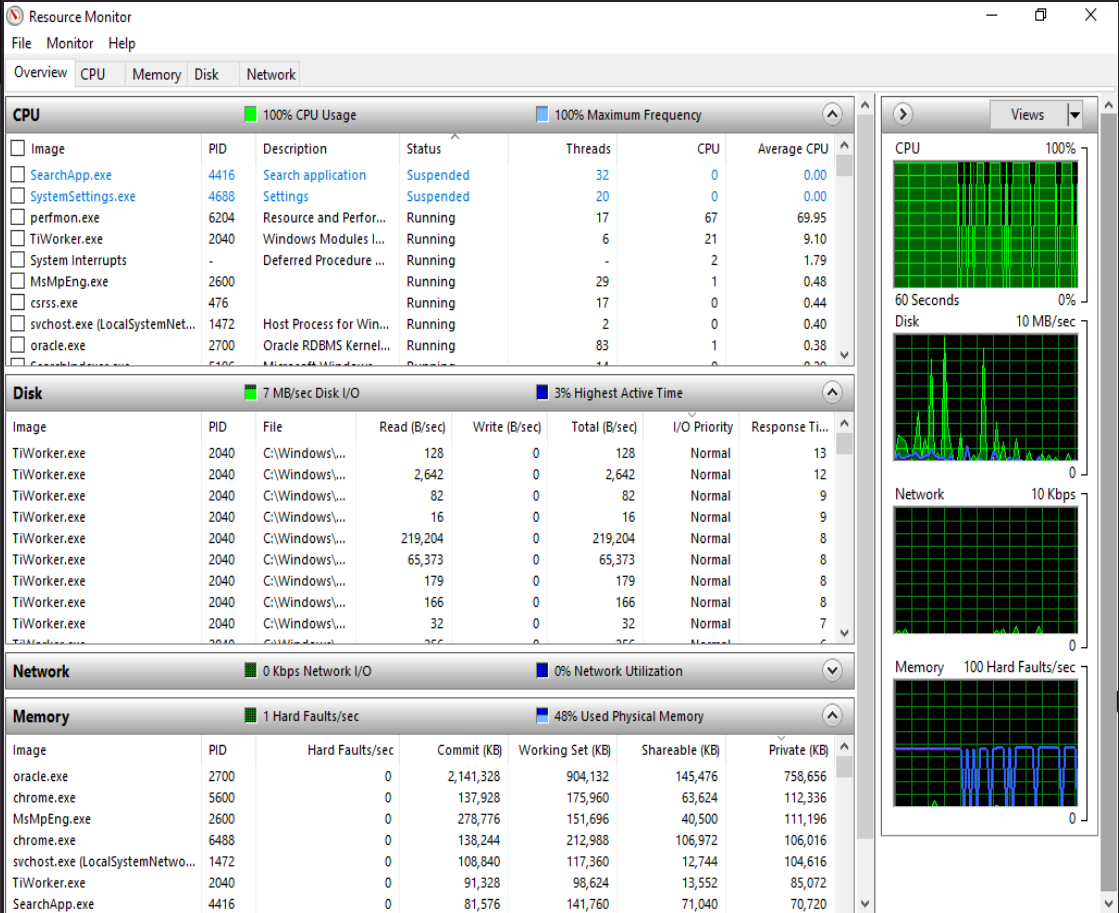 Resource Monitor
File Monitor Help
Overview CPU Memory Disk Network
CPU 100% CPU Usage 100% Maximum Frequency
Image PID Description Status Threads CPU Average CPU
SearchApp.exe 4416 Search application Suspended 32 0 0.00
SystemSettings.exe 4688 Settings Suspended 20 0 0.00
perfmon.exe 6204 Resource and Perfor... Running 17 67 69.95
TiWorker.exe 2040 Windows Modules I... Running 6 21 9.10
System Interrupts - Deferred Procedure ... Running - 2 1.79
MsMpEng.exe 2600 Running 29 1 0.48
csrss.exe 476 Running 17 0 0.44
svchost.exe (LocalSystemNet... 1472 Host Process for Win... Running 2 0 0.40
oracle.exe 2700 Oracle RDBMS Kernel... Running 83 1 0.38
Disk 7 MB/sec Disk I/O 3% Highest Active Time
Image PID File Read (B/sec) Write (B/sec) Total (B/sec) I/O Priority Response Ti...
TiWorker.exe 2040 C:\Windows\... 128 0 128 Normal 13
TiWorker.exe 2040 C:\Windows\... 2,642 0 2,642 Normal 12
TiWorker.exe 2040 C:\Windows\... 82 0 82 Normal 9
TiWorker.exe 2040 C:\Windows\... 16 0 16 Normal 9
TiWorker.exe 2040 C:\Windows\... 219,204 0 219,204 Normal 8
TiWorker.exe 2040 C:\Windows\... 65,373 0 65,373 Normal 8
TiWorker.exe 2040 C:\Windows\... 179 0 179 Normal 8
TiWorker.exe 2040 C:\Windows\... 166 0 166 Normal 8
TiWorker.exe 2040 C:\Windows\... 32 0 32 Normal 7
Network 0 Kbps Network I/O 0% Network Utilization
Memory 1 Hard Faults/sec 48% Used Physical Memory
Image PID Hard Faults/sec Commit (KB) Working Set (KB) Shareable (KB) Private (KB)
oracle.exe 2700 0 2,141,328 904,132 145,476 758,656
chrome.exe 5600 0 137,928 175,960 63,624 112,336
MsMpEng.exe 2600 0 278,776 151,696 40,500 111,196
chrome.exe 6488 0 138,244 212,988 106,972 106,016
svchost.exe (LocalSystemNetwo... 1472 0 108,840 117,360 12,744 104,616
TiWorker.exe 2040 0 91,328 98,624 13,552 85,072
SearchApp.exe 4416 0 81,576 141,760 71,040 70,720
Views
CPU 100%
60 Seconds 0%
Disk 10 MB/sec
0
Network 10 Kbps
0
Memory 100 Hard Faults/sec
0